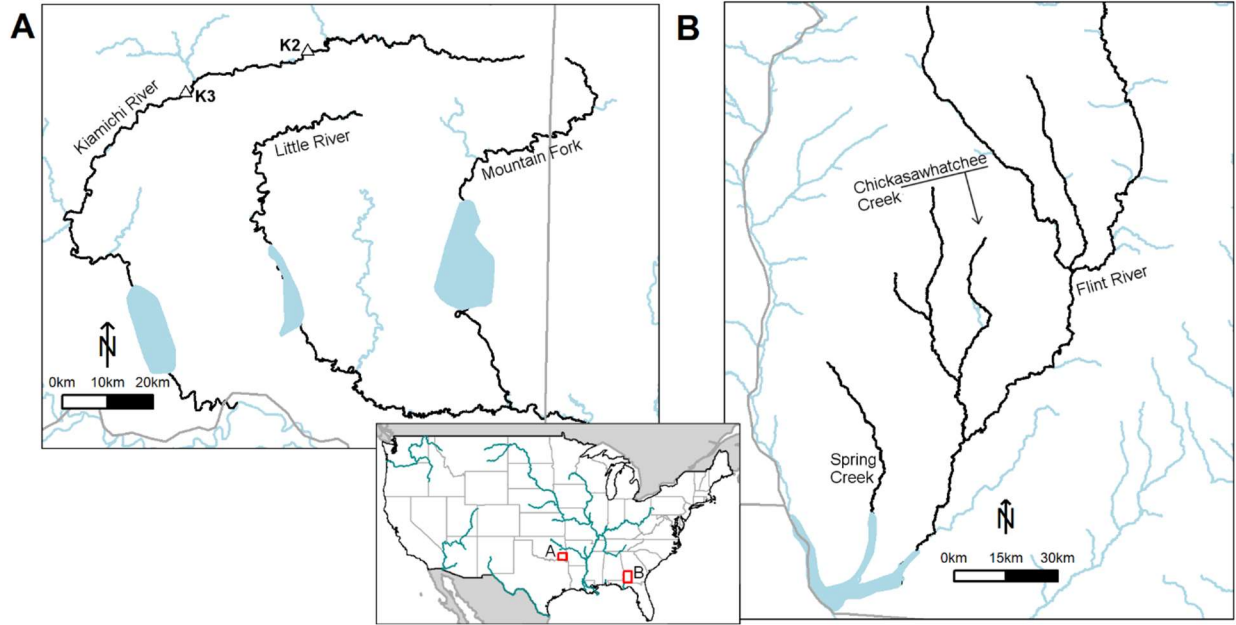 A
K2
K3
Kiamichi River
Little River
Mountain Fork
N
0km 10km 20km
B
Chickasawhatchee
Creek
Flint River
Spring
Creek
N
0km 15km 30km
A
B